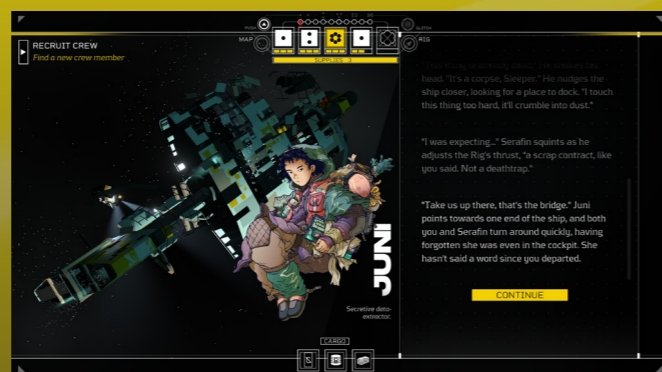 PUSH
MAP
SYSTEM
RIG
RECRUIT CREW
Find a new crew member
SUPPLIES 3
head. "It's a corpse, Sleeper." He nudges the
ship closer, looking for a place to dock. "I touch
this thing too hard, it'll crumble into dust."
"I was expecting..." Serafin squints as he
adjusts the Rig's thrust, "a scrap contract, like
you said. Not a deathtrap."
"Take us up there, that's the bridge." Juni
points towards one end of the ship, and both
you and Serafin turn around quickly, having
forgotten she was even in the cockpit. She
hasn't said a word since you departed.
JUNI
Secretive data-
extractor.
CONTINUE
CARGO